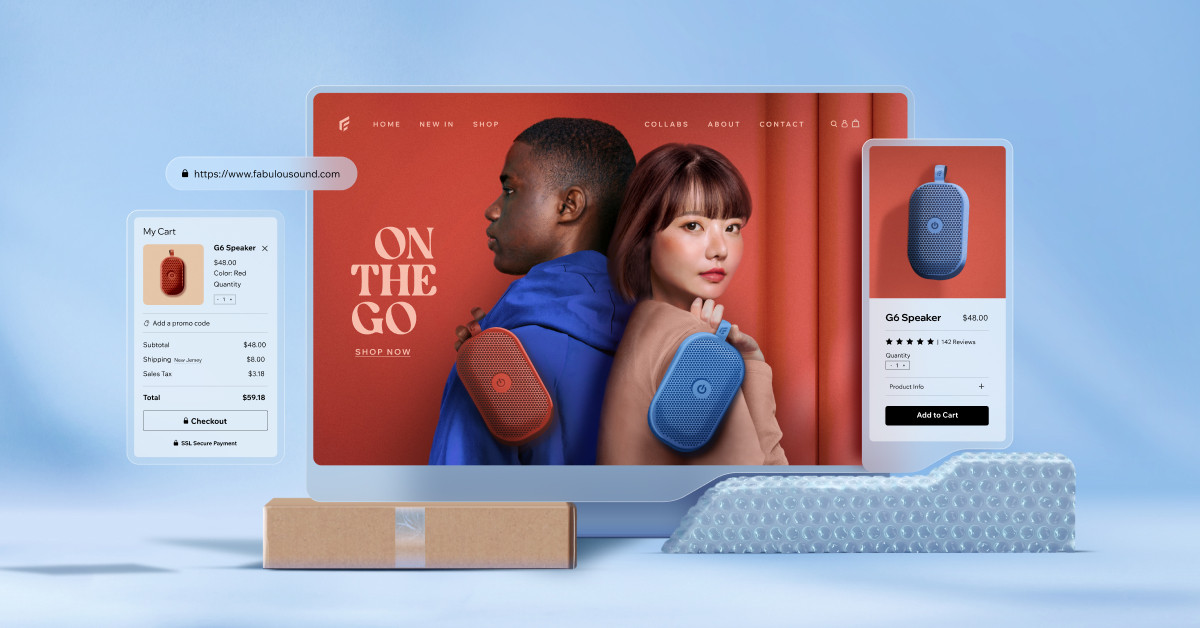 HOME NEW IN SHOP COLLABS ABOUT CONTACT
https://www.fabulousound.com
ON
THE
GO
SHOP NOW
My Cart
G6 Speaker
$48.00
Color: Red
Quantity
- 1 +
Add a promo code
Subtotal $48.00
Shipping New Jersey $8.00
Sales Tax $3.18
Total $59.18
Checkout
SSL Secure Payment
G6 Speaker $48.00
| 142 Reviews
Quantity
- 1 +
Product Info +
Add to Cart